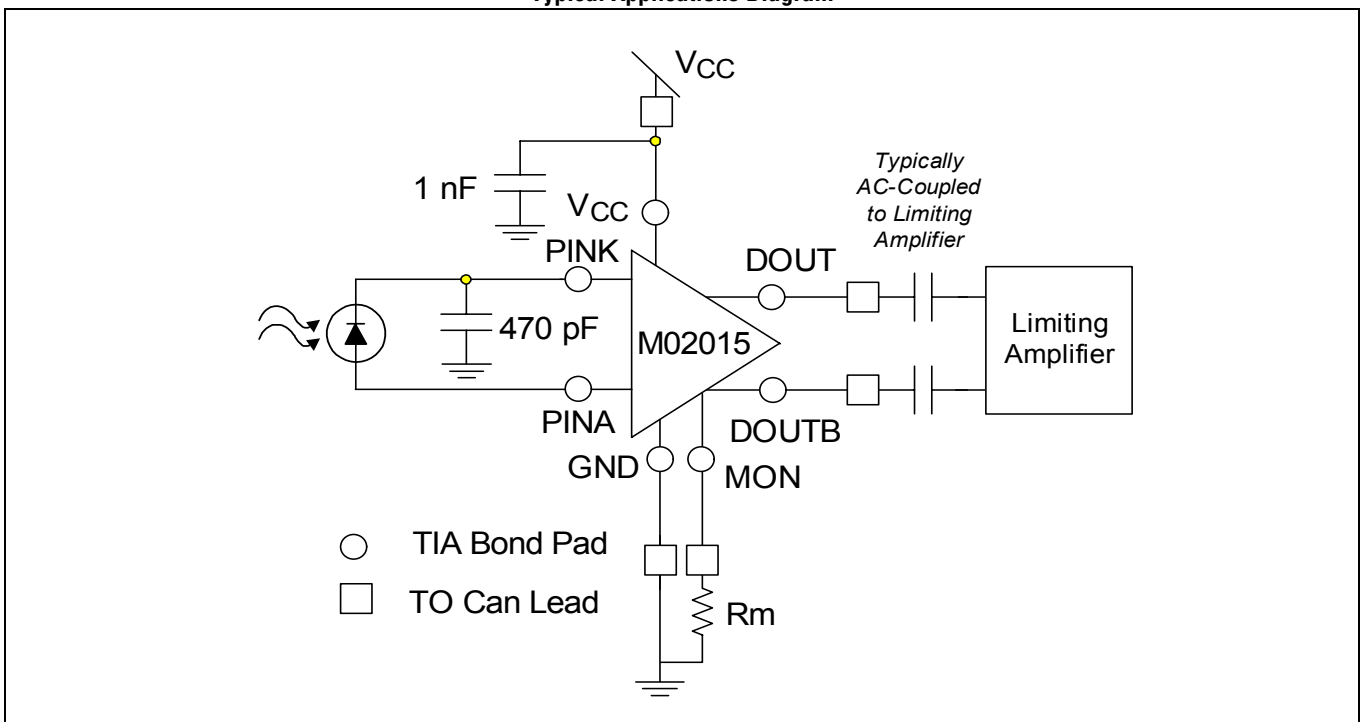 Typical Applications Diagram
VCC
Typically
AC-Coupled
to Limiting
Amplifier
1 nF
VCC
PINK
DOUT
470 pF
M02015
Limiting
Amplifier
PINA
DOUTB
GND
MON
TIA Bond Pad
TO Can Lead
Rm